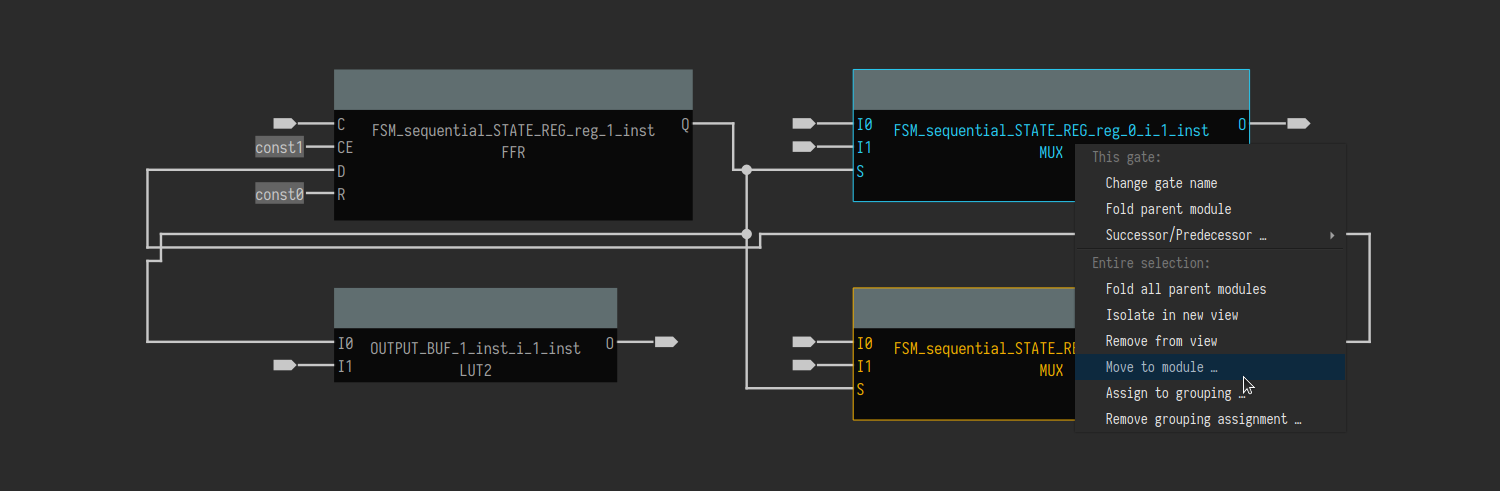 C
const1
CE
D
const0
R
FSM_sequential_STATE_REG_reg_1_inst
FFR
Q
I0
I1
S
FSM_sequential_STATE_REG_reg_0_i_1_inst
MUX
O
I0
I1
OUTPUT_BUF_1_inst_i_1_inst
LUT2
O
I0
I1
S
FSM_sequential_STATE_RE
MUX
This gate:
Change gate name
Fold parent module
Successor/Predecessor …
Entire selection:
Fold all parent modules
Isolate in new view
Remove from view
Move to module …
Assign to grouping …
Remove grouping assignment …